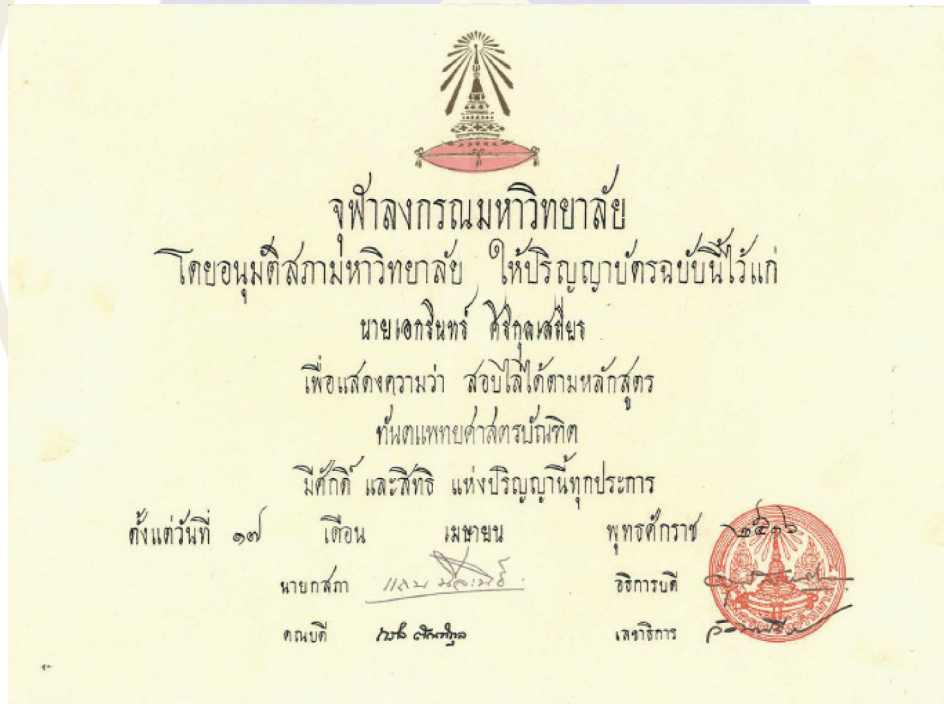 จุฬาลงกรณมหาวิทยาลัย
โดยอนุมัติสภามหาวิทยาลัย ให้ปริญญาบัตรฉบับนี้ไว้แก่
นายเอกรินทร์ ศิริกุลเสถียร
เพื่อแสดงความว่า สอบไล่ได้ตามหลักสูตร
ทันตแพทยศาสตรบัณฑิต
มีศักดิ์ และสิทธิ แห่งปริญญานี้ทุกประการ
ตั้งแต่วันที่ ๑๗ เดือน เมษายน พุทธศักราช ๒๕๓๖
นายกสภา อธิการบดี
คณบดี เลขาธิการ